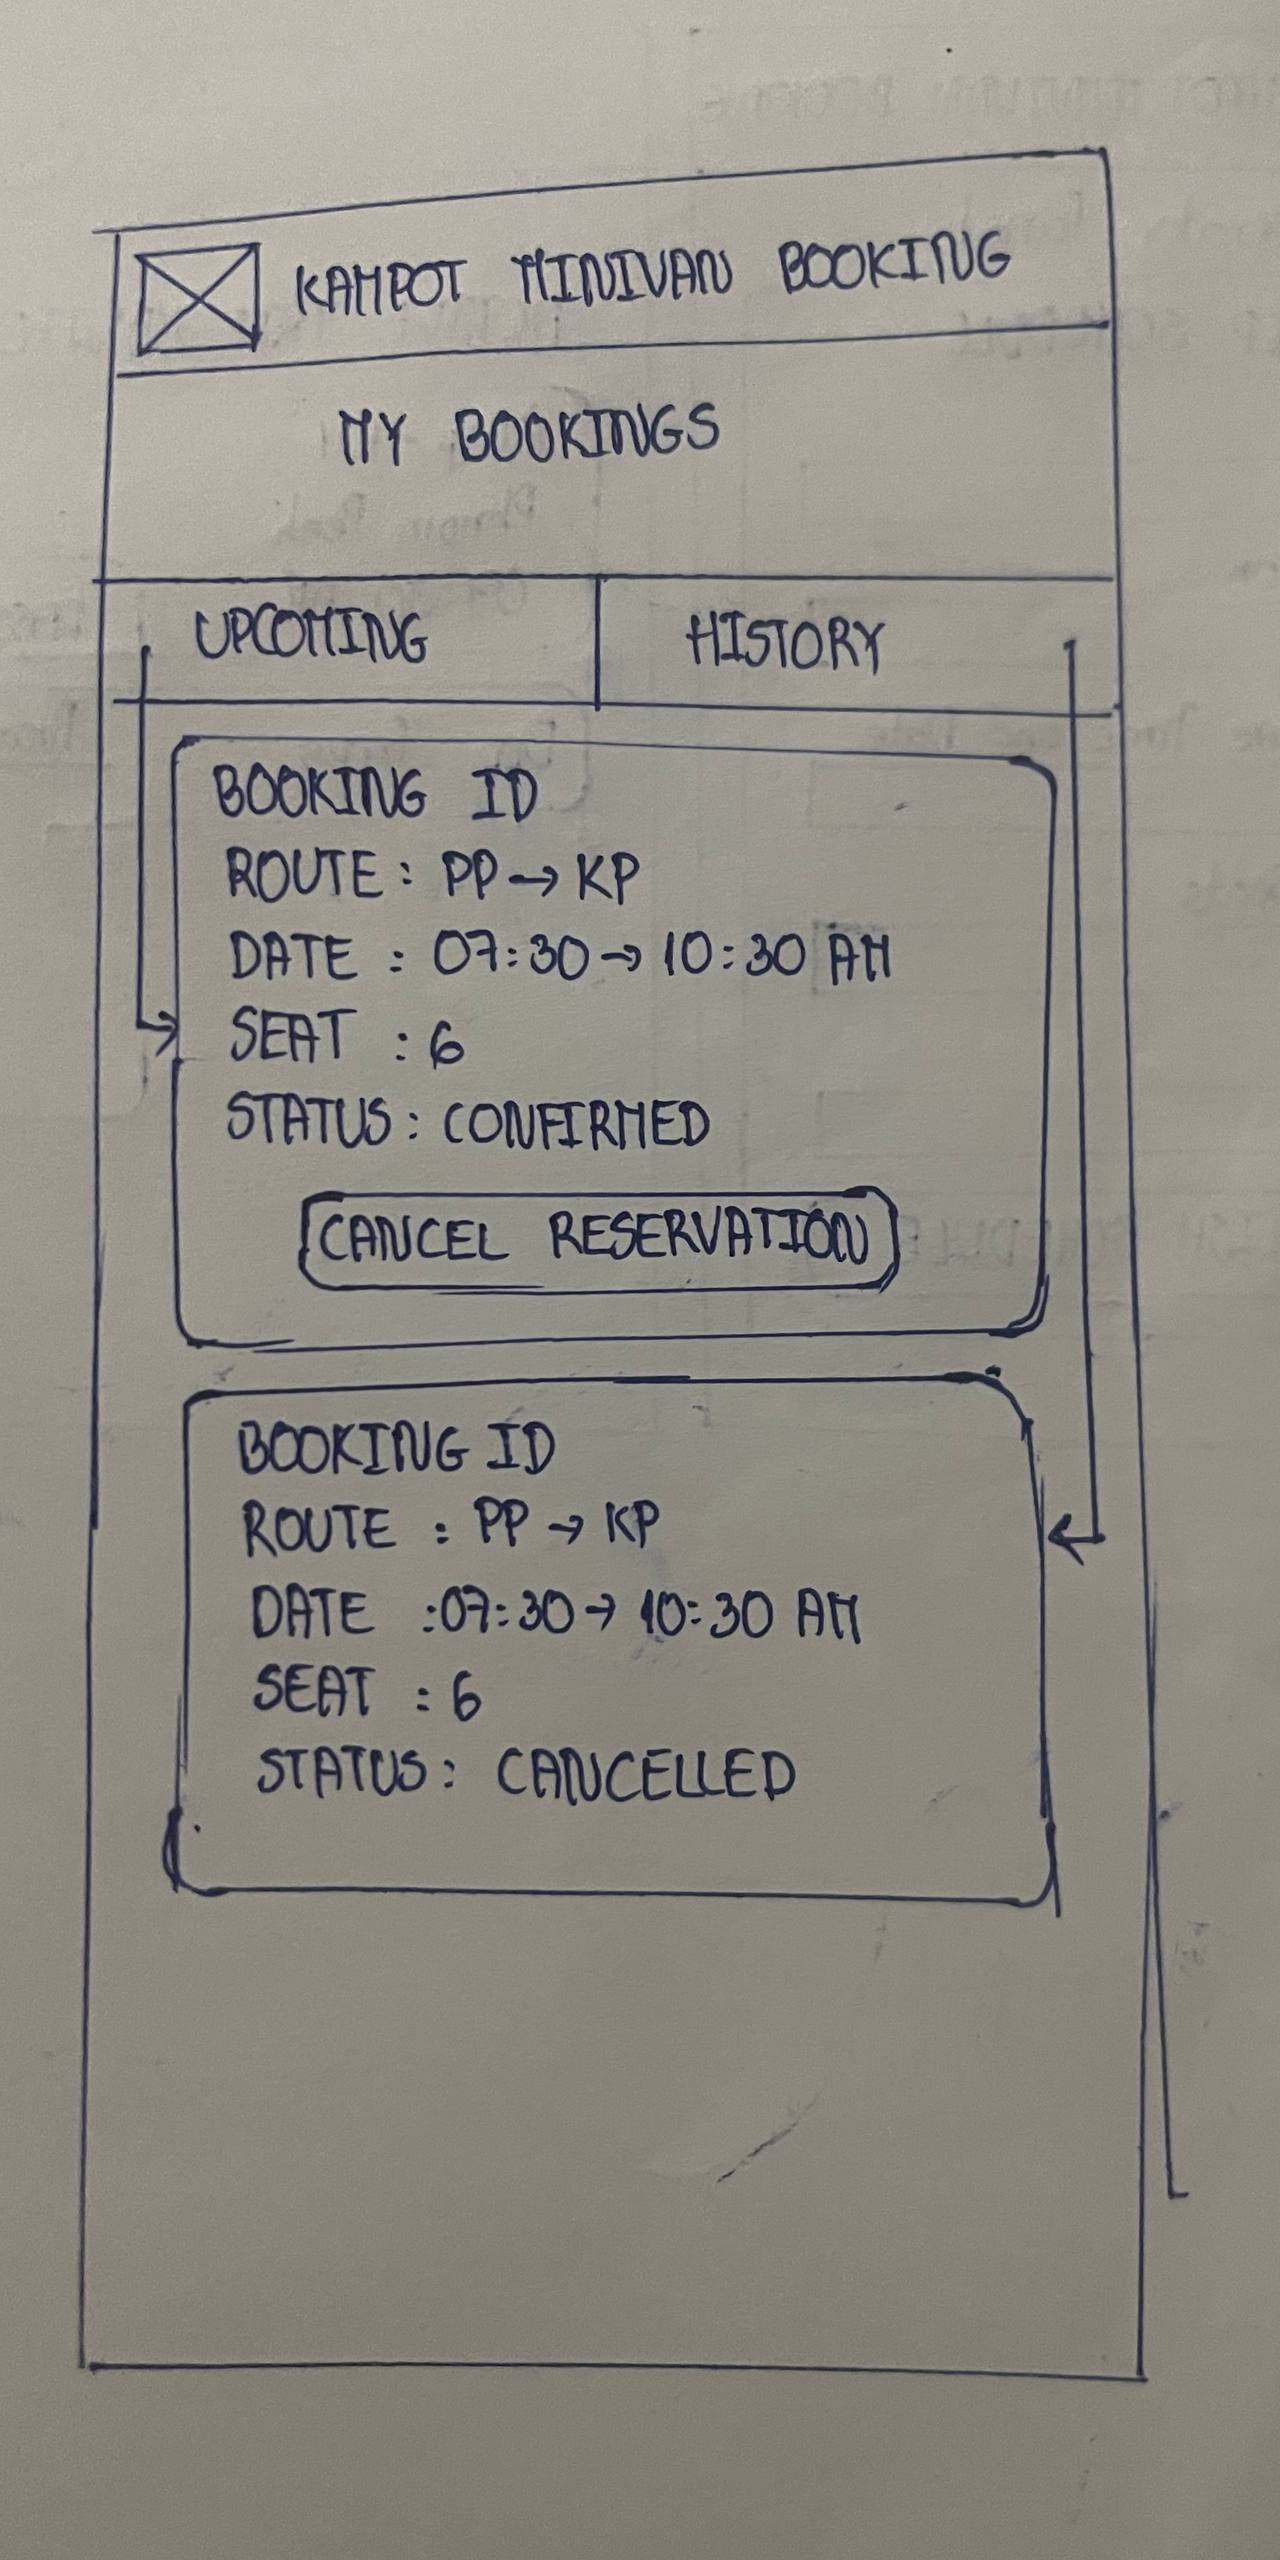 KAMPOT MINIVAN BOOKING
MY BOOKINGS
UPCOMING HISTORY
BOOKING ID
ROUTE : PP → KP
DATE : 07:30 → 10:30 AM
SEAT : 6
STATUS : CONFIRMED
CANCEL RESERVATION
BOOKING ID
ROUTE : PP → KP
DATE : 07:30 → 10:30 AM
SEAT : 6
STATUS : CANCELLED